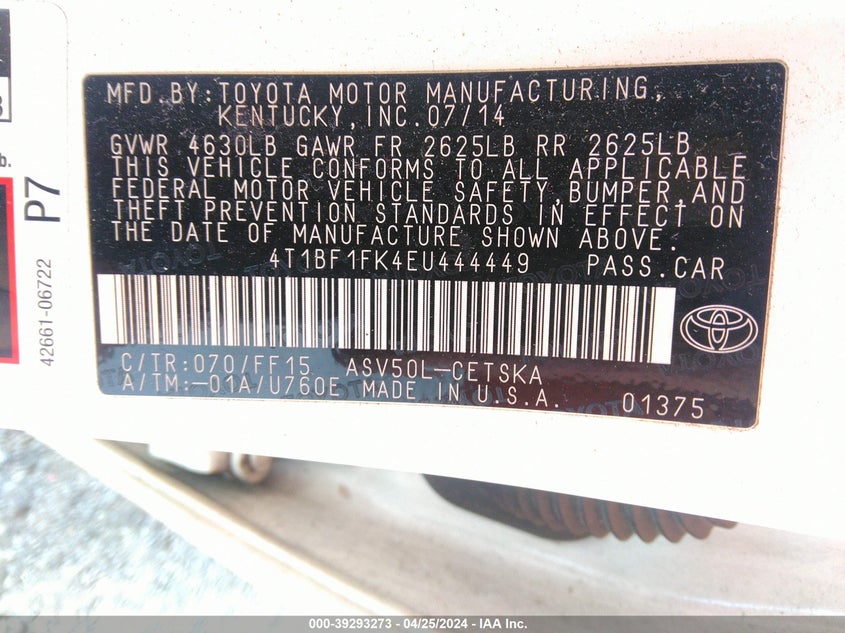 MFD.BY:TOYOTA MOTOR MANUFACTURING,
KENTUCKY,INC.07/14
GVWR 4630LB GAWR FR 2625LB RR 2625LB
THIS VEHICLE CONFORMS TO ALL APPLICABLE
FEDERAL MOTOR VEHICLE SAFETY,BUMPER,AND
THEFT PREVENTION STANDARDS IN EFFECT ON
THE DATE OF MANUFACTURE SHOWN ABOVE.
4T1BF1FK4EU444449 PASS.CAR
C/TR:070/FF15 ASV50L-CETSKA
A/TM:-01A/U760E MADE IN U.S.A. 01375
P7
42661-06722
b.
000-39293273 - 04/25/2024 - IAA Inc.